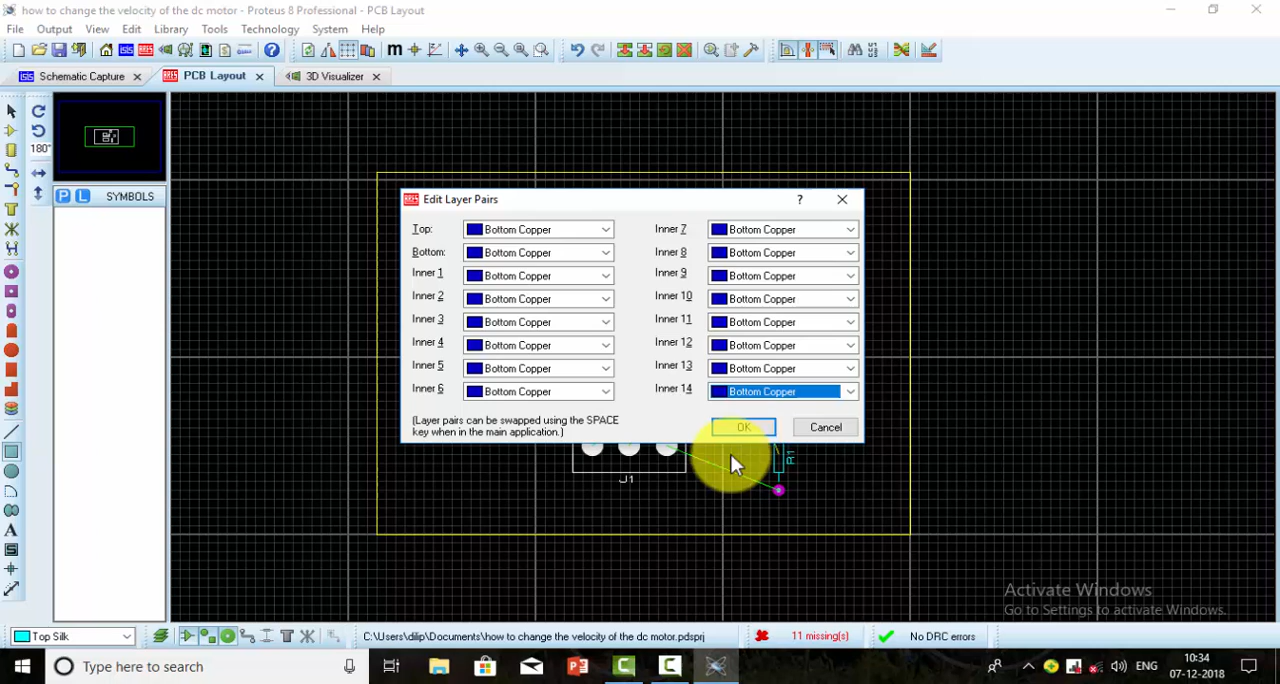 how to change the velocity of the dc motor - Proteus 8 Professional - PCB Layout
File Output View Edit Library Tools Technology System Help
Schematic Capture PCB Layout 3D Visualizer
180°
P L SYMBOLS
Edit Layer Pairs
Top: Bottom Copper Inner 7 Bottom Copper
Bottom: Bottom Copper Inner 8 Bottom Copper
Inner 1 Bottom Copper Inner 9 Bottom Copper
Inner 2 Bottom Copper Inner 10 Bottom Copper
Inner 3 Bottom Copper Inner 11 Bottom Copper
Inner 4 Bottom Copper Inner 12 Bottom Copper
Inner 5 Bottom Copper Inner 13 Bottom Copper
Inner 6 Bottom Copper Inner 14 Bottom Copper
(Layer pairs can be swapped using the SPACE
key when in the main application.)
OK Cancel
R1
J1
Activate Windows
Go to Settings to activate Windows.
Top Silk C:\Users\dilip\Documents\how to change the velocity of the dc motor.pdsprj 11 missing(s) No DRC errors
Type here to search
ENG
10:34
07-12-2018